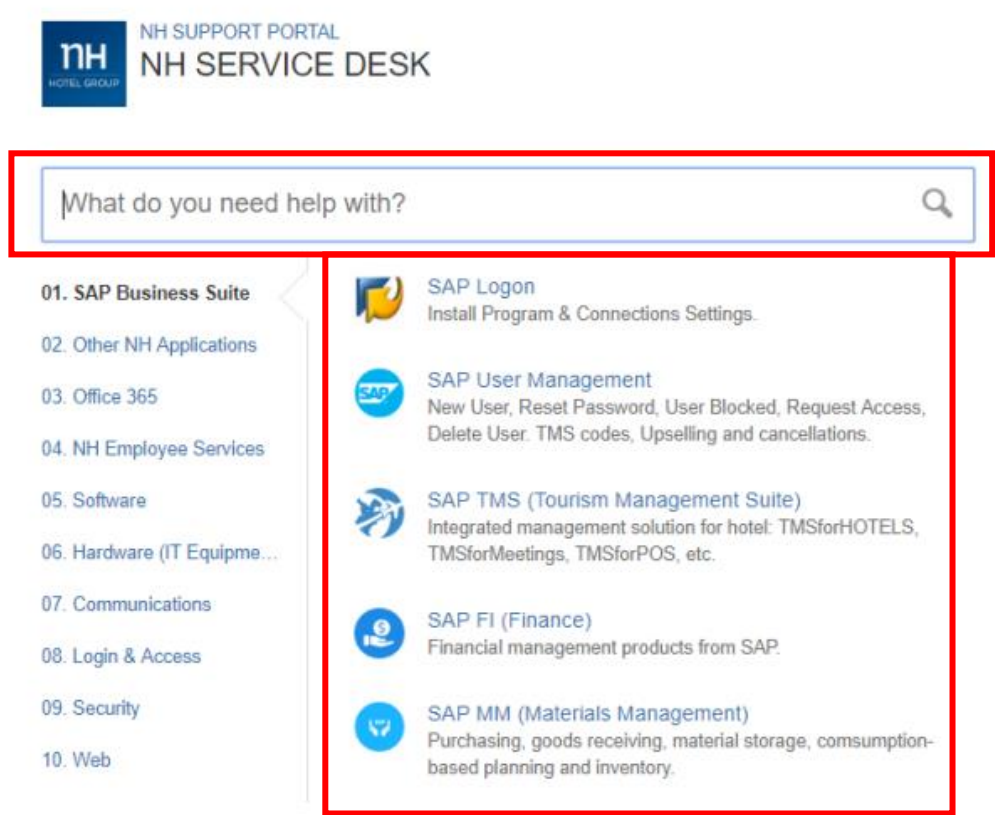 NH SUPPORT PORTAL
nH
HOTEL GROUP
NH SERVICE DESK
What do you need help with?
01. SAP Business Suite
02. Other NH Applications
03. Office 365
04. NH Employee Services
05. Software
06. Hardware (IT Equipme...
07. Communications
08. Login & Access
09. Security
10. Web
SAP Logon
Install Program & Connections Settings.
SAP
SAP User Management
New User, Reset Password, User Blocked, Request Access,
Delete User. TMS codes, Upselling and cancellations.
SAP TMS (Tourism Management Suite)
Integrated management solution for hotel: TMSforHOTELS,
TMSforMeetings, TMSforPOS, etc.
$
SAP FI (Finance)
Financial management products from SAP.
SAP MM (Materials Management)
Purchasing, goods receiving, material storage, comsumption-
based planning and inventory.